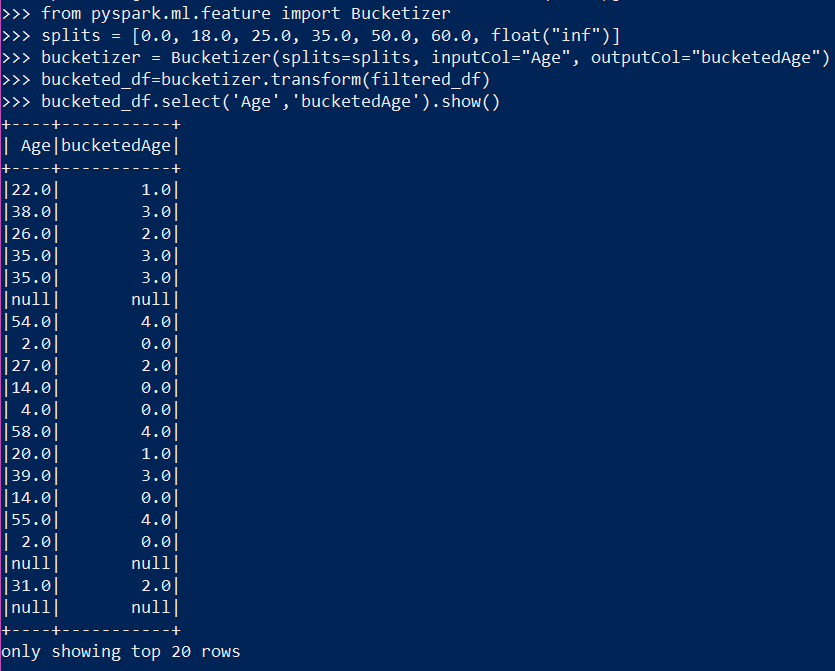 >>> from pyspark.ml.feature import Bucketizer
>>> splits = [0.0, 18.0, 25.0, 35.0, 50.0, 60.0, float("inf")]
>>> bucketizer = Bucketizer(splits=splits, inputCol="Age", outputCol="bucketedAge")
>>> bucketed_df=bucketizer.transform(filtered_df)
>>> bucketed_df.select('Age','bucketedAge').show()
+----+-----------+
| Age|bucketedAge|
+----+-----------+
|22.0|        1.0|
|38.0|        3.0|
|26.0|        2.0|
|35.0|        3.0|
|35.0|        3.0|
|null|       null|
|54.0|        4.0|
| 2.0|        0.0|
|27.0|        2.0|
|14.0|        0.0|
| 4.0|        0.0|
|58.0|        4.0|
|20.0|        1.0|
|39.0|        3.0|
|14.0|        0.0|
|55.0|        4.0|
| 2.0|        0.0|
|null|       null|
|31.0|        2.0|
|null|       null|
+----+-----------+
only showing top 20 rows